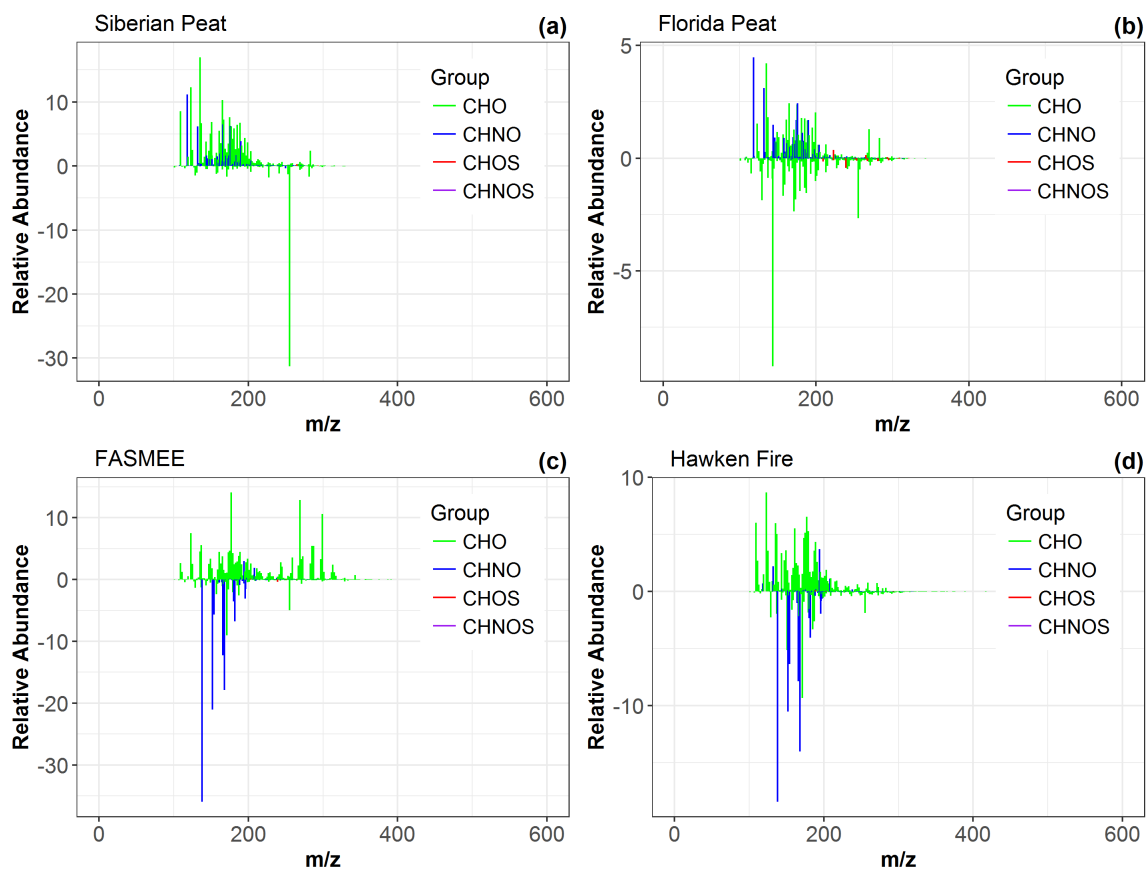 Siberian Peat (a)
Relative Abundance
10
0
-10
-20
-30
0 200 400 600
m/z
Group
CHO
CHNO
CHOS
CHNOS
Florida Peat (b)
Relative Abundance
5
0
-5
0 200 400 600
m/z
Group
CHO
CHNO
CHOS
CHNOS
FASMEE (c)
Relative Abundance
10
0
-10
-20
-30
0 200 400 600
m/z
Group
CHO
CHNO
CHOS
CHNOS
Hawken Fire (d)
Relative Abundance
10
0
-10
0 200 400 600
m/z
Group
CHO
CHNO
CHOS
CHNOS